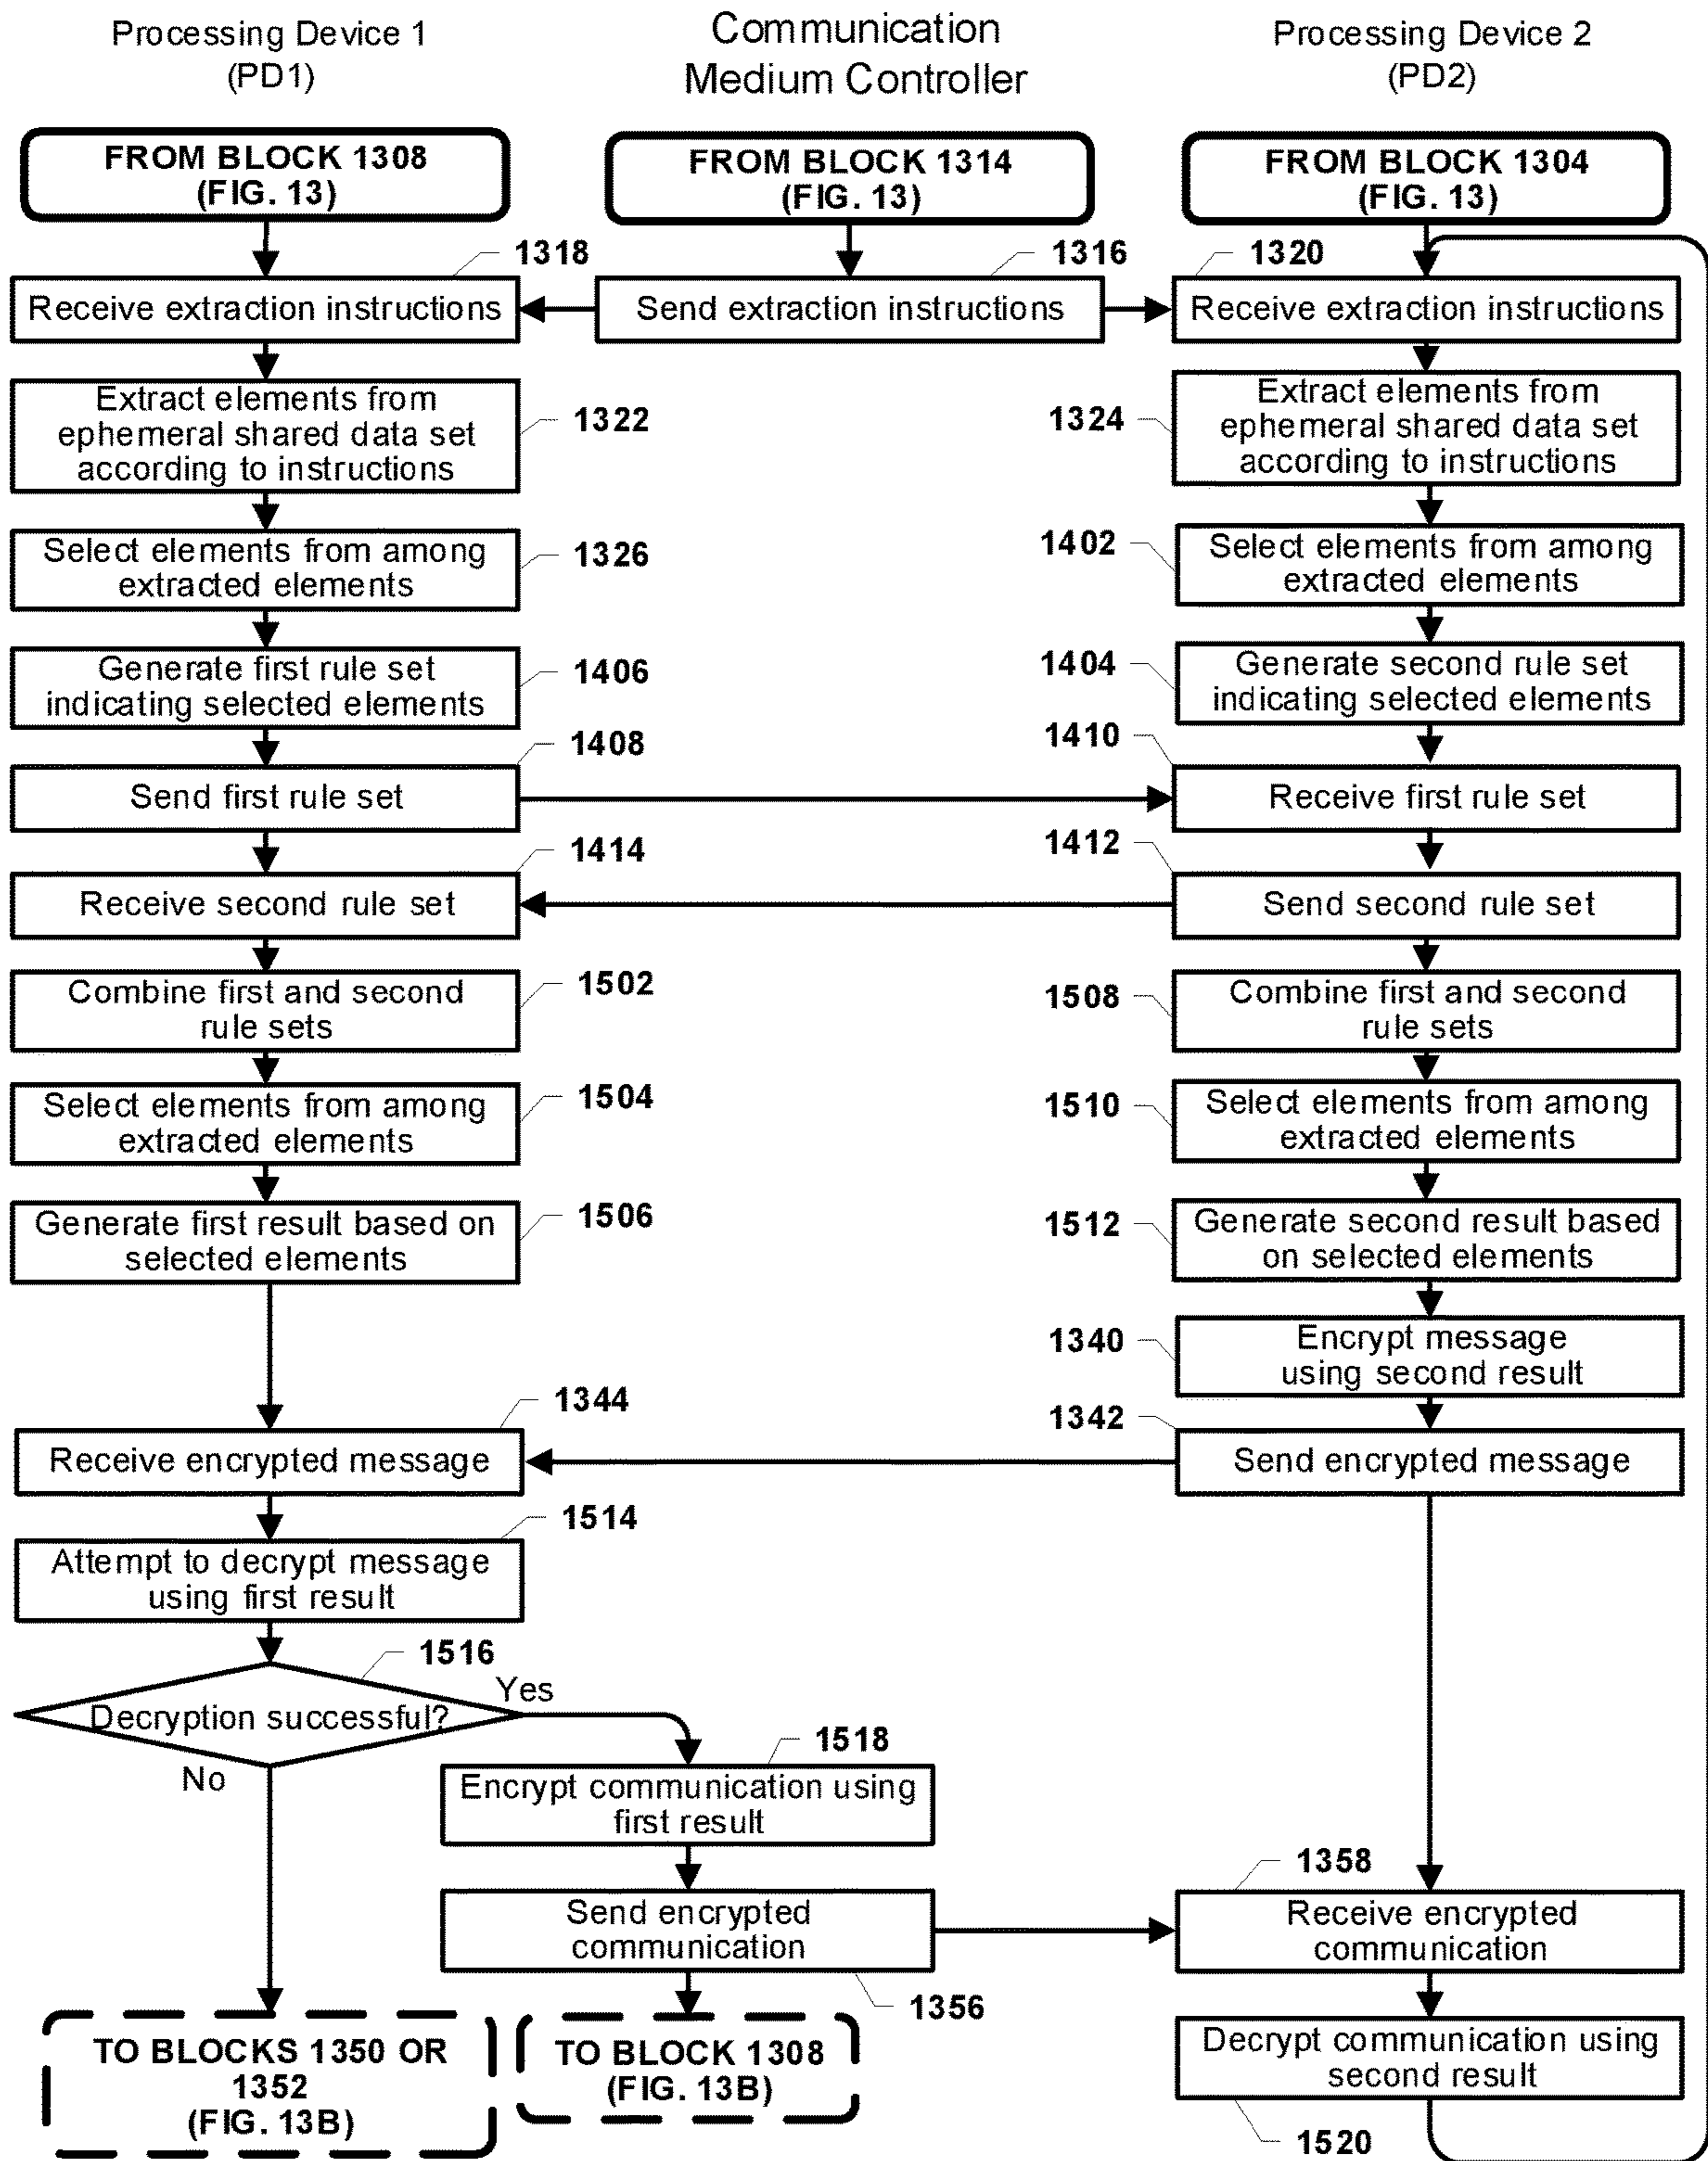 Processing Device 1
(PD1)
Communication
Medium Controller
Processing Device 2
(PD2)
FROM BLOCK 1308
(FIG. 13)
FROM BLOCK 1314
(FIG. 13)
FROM BLOCK 1304
(FIG. 13)
1318
1316
1320
Receive extraction instructions
Send extraction instructions
Receive extraction instructions
Extract elements from
ephemeral shared data set
according to instructions
1322
1324
Extract elements from
ephemeral shared data set
according to instructions
Select elements from among
extracted elements
1326
1402
Select elements from among
extracted elements
Generate first rule set
indicating selected elements
1406
1404
Generate second rule set
indicating selected elements
1408
1410
Send first rule set
Receive first rule set
1414
1412
Receive second rule set
Send second rule set
Combine first and second
rule sets
1502
1508
Combine first and second
rule sets
Select elements from among
extracted elements
1504
1510
Select elements from among
extracted elements
Generate first result based on
selected elements
1506
1512
Generate second result based
on selected elements
1340
Encrypt message
using second result
1344
1342
Receive encrypted message
Send encrypted message
1514
Attempt to decrypt message
using first result
1516
Decryption successful?
Yes
No
1518
Encrypt communication using
first result
1358
Send encrypted
communication
Receive encrypted
communication
1356
TO BLOCKS 1350 OR
1352
(FIG. 13B)
TO BLOCK 1308
(FIG. 13B)
Decrypt communication using
second result
1520